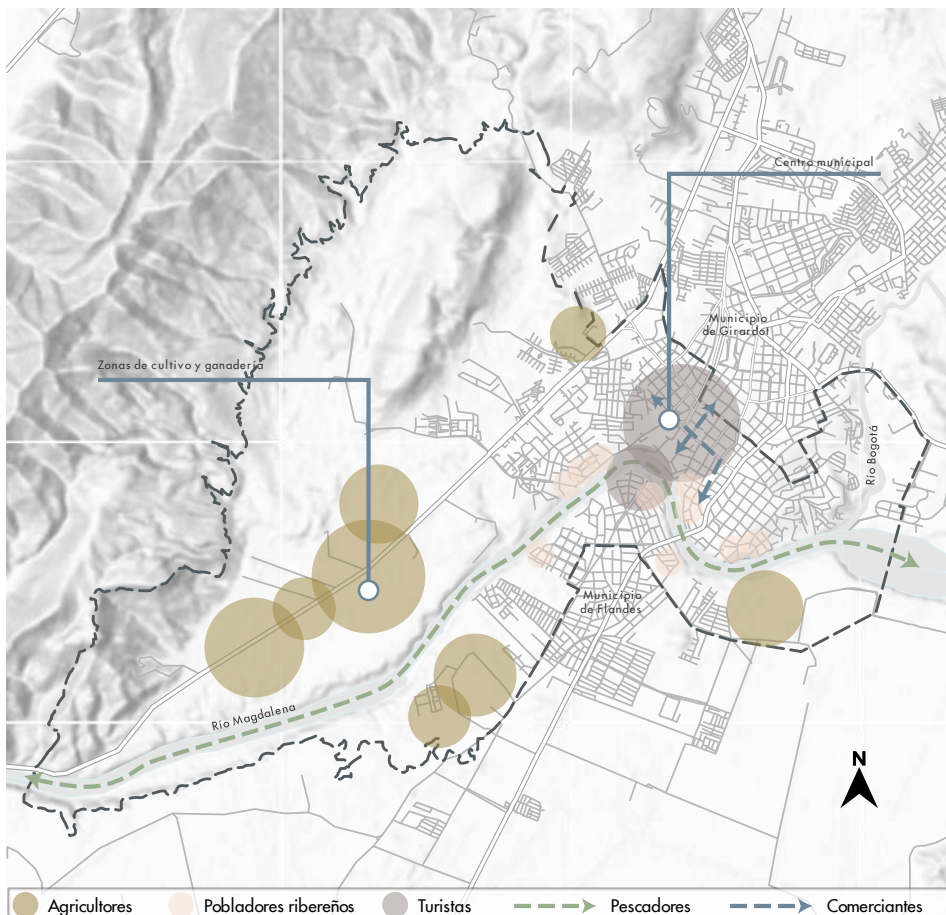 Centro municipal
Municipio
de Girardot
Zonas de cultivo y ganadería
Río Bogotá
Municipio
de Flandes
Río Magdalena
N
Agricultores
Pobladores ribereños
Turistas
Pescadores
Comerciantes